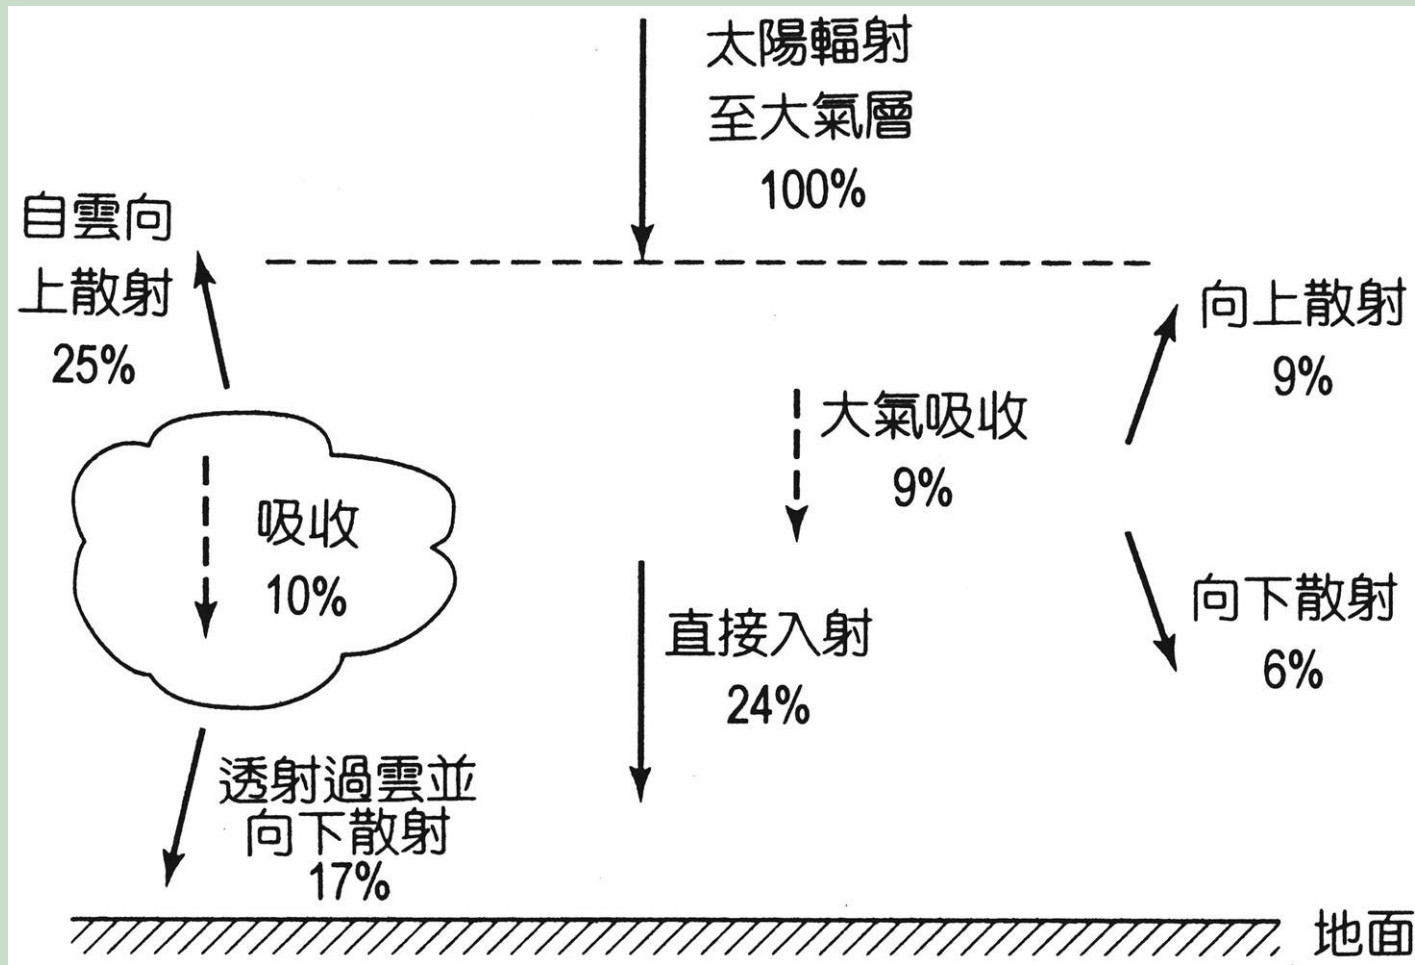 太陽輻射
至大氣層
100%
自雲向
上散射
25%
向上散射
9%
大氣吸收
9%
吸收
10%
向下散射
6%
直接入射
24%
透射過雲並
向下散射
17%
地面